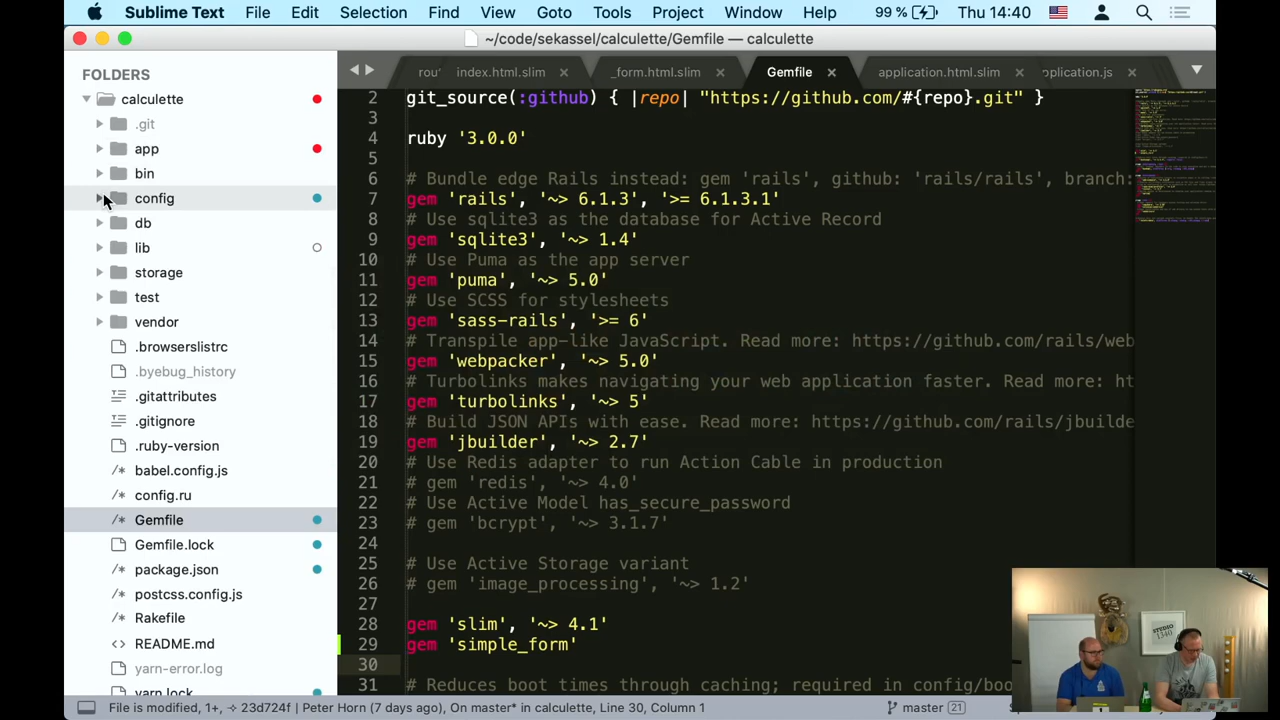 Sublime Text File Edit Selection Find View Goto Tools Project Window Help 99 % Thu 14:40
~/code/sekassel/calculette/Gemfile — calculette
FOLDERS
calculette
.git
app
bin
config
db
lib
storage
test
vendor
.browserslistrc
.byebug_history
.gitattributes
.gitignore
.ruby-version
babel.config.js
config.ru
Gemfile
Gemfile.lock
package.json
postcss.config.js
Rakefile
README.md
yarn-error.log
yarn.lock
rou index.html.slim _form.html.slim Gemfile application.html.slim pplication.js
2 git_source(:github) { |repo| "https://github.com/#{repo}.git" }
3
4 ruby '3.0.0'
5
6 # Bundle edge Rails instead: gem 'rails', github: 'rails/rails', branch:
7 gem 'rails', '~> 6.1.3', '>= 6.1.3.1'
8 # Use sqlite3 as the database for Active Record
9 gem 'sqlite3', '~> 1.4'
10 # Use Puma as the app server
11 gem 'puma', '~> 5.0'
12 # Use SCSS for stylesheets
13 gem 'sass-rails', '>= 6'
14 # Transpile app-like JavaScript. Read more: https://github.com/rails/web
15 gem 'webpacker', '~> 5.0'
16 # Turbolinks makes navigating your web application faster. Read more: ht
17 gem 'turbolinks', '~> 5'
18 # Build JSON APIs with ease. Read more: https://github.com/rails/jbuilde
19 gem 'jbuilder', '~> 2.7'
20 # Use Redis adapter to run Action Cable in production
21 # gem 'redis', '~> 4.0'
22 # Use Active Model has_secure_password
23 # gem 'bcrypt', '~> 3.1.7'
24
25 # Use Active Storage variant
26 # gem 'image_processing', '~> 1.2'
27
28 gem 'slim', '~> 4.1'
29 gem 'simple_form'
30
31 # Reduces boot times through caching; required in config/boo
STUDIO
1340
File is modified, 1+, 23d724f | Peter Horn (7 days ago), On master* in calculette, Line 30, Column 1 master 21